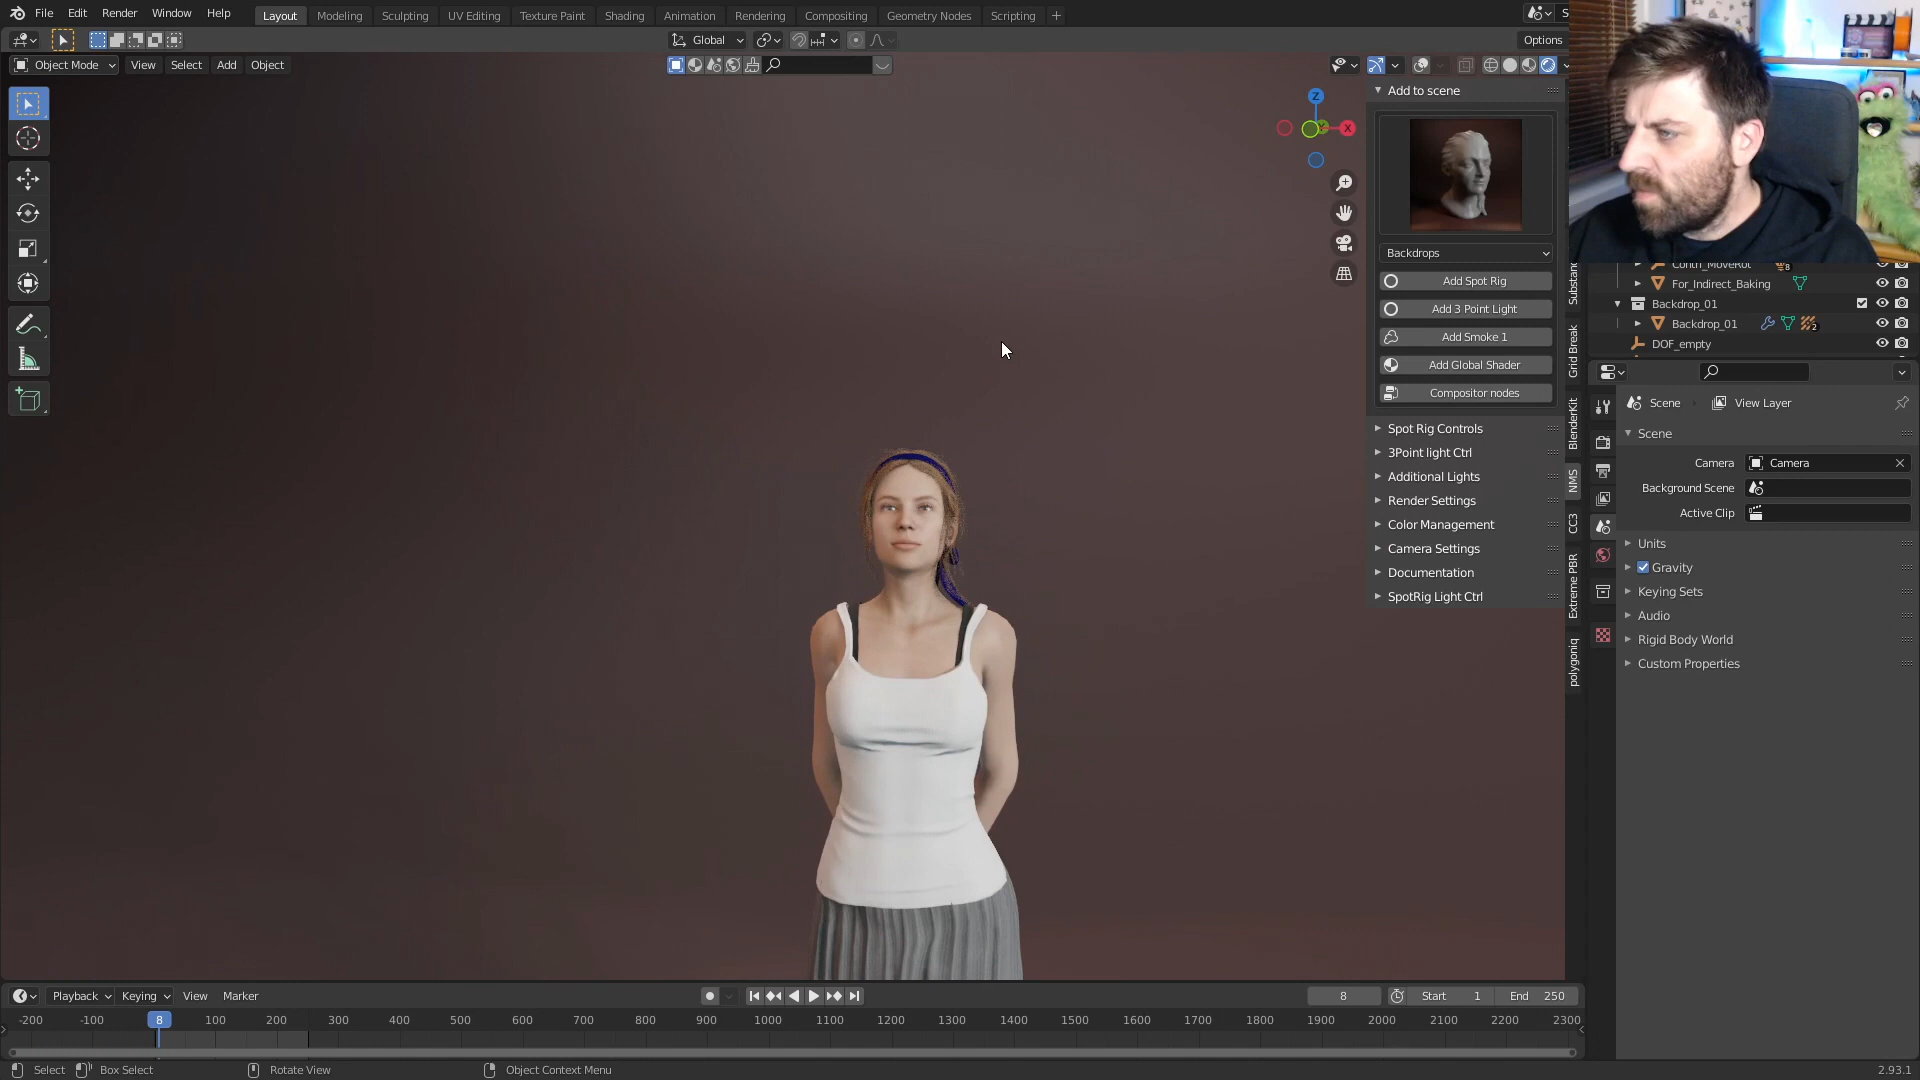 File Edit Render Window Help Layout Modeling Sculpting UV Editing Texture Paint Shading Animation Rendering Compositing Geometry Nodes Scripting
Global Options
Object Mode View Select Add Object
Z
X
Add to scene
Backdrops
Add Spot Rig
Add 3 Point Light
Add Smoke 1
Add Global Shader
Compositor nodes
Spot Rig Controls
3Point light Ctrl
Additional Lights
Render Settings
Color Management
Camera Settings
Documentation
SpotRig Light Ctrl
Grid Break
BlenderKit
NMS
CC3
Extreme PBR
polygoniq
Contrl_MoveRot 8
For_Indirect_Baking
Backdrop_01
Backdrop_01 2
DOF_empty
Scene View Layer
Scene
Camera Camera
Background Scene
Active Clip
Units
Gravity
Keying Sets
Audio
Rigid Body World
Custom Properties
Playback Keying View Marker 8 Start 1 End 250
-200 -100 8 100 200 300 400 500 600 700 800 900 1000 1100 1200 1300 1400 1500 1600 1700 1800 1900 2000 2100 2200 2300
Select Box Select Rotate View Object Context Menu 2.93.1